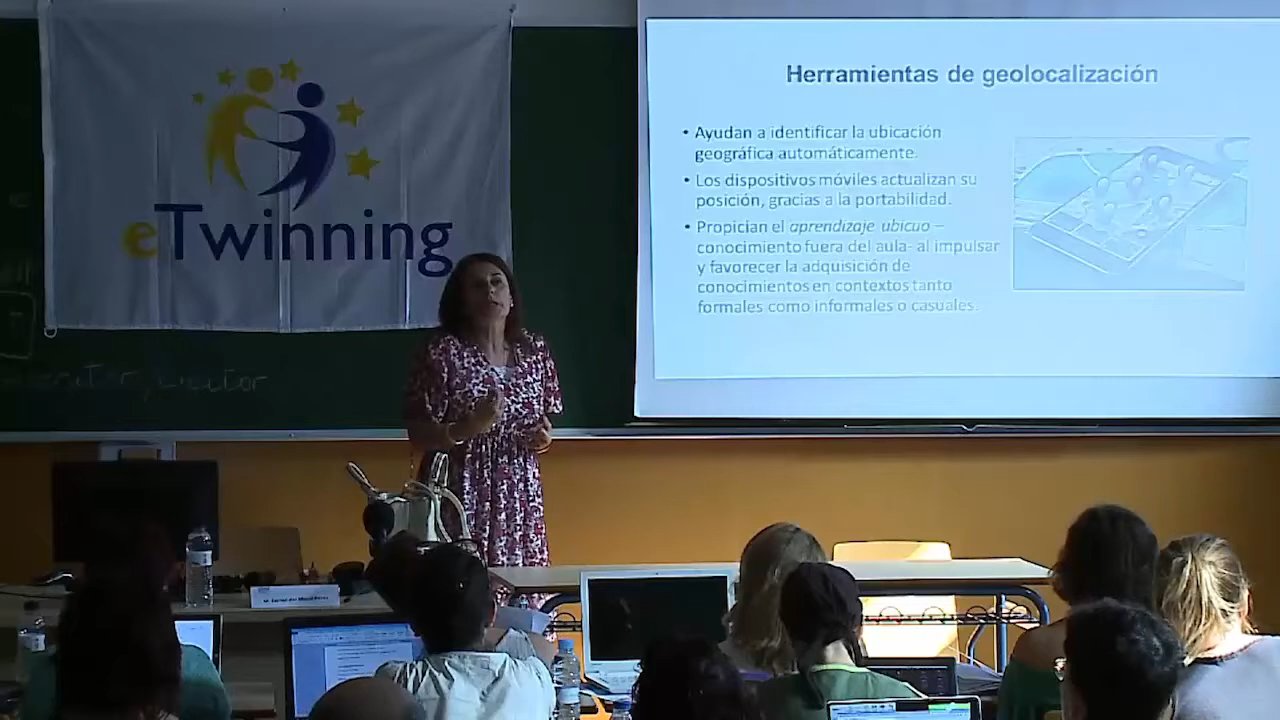 eTwinning
Herramientas de geolocalización
• Ayudan a identificar la ubicación
geográfica automáticamente.
• Los dispositivos móviles actualizan su
posición, gracias a la portabilidad.
• Propician el aprendizaje ubicuo –
conocimiento fuera del aula- al impulsar
y favorecer la adquisición de
conocimientos en contextos tanto
formales como informales o casuales.